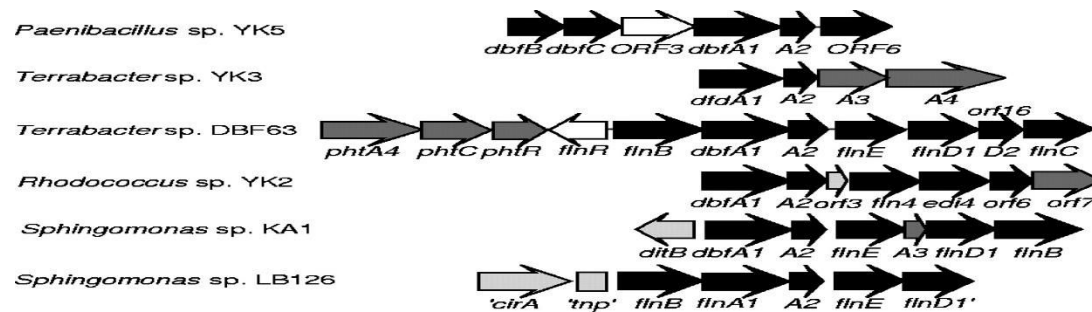 Paenibacillus sp. YK5
dbfB dbfC ORF3 dbfA1 A2 ORF6
Terrabacter sp. YK3
dfdA1 A2 A3 A4
orf16
Terrabacter sp. DBF63
phtA4 phtC phtR flnR flnB dbfA1 A2 flnE flnD1 D2 flnC
Rhodococcus sp. YK2
dbfA1 A2 orf3 fln4 edi4 orf6 orf7
Sphingomonas sp. KA1
ditB dbfA1 A2 flnE A3 flnD1 flnB
Sphingomonas sp. LB126
'cirA 'tnp' flnB flnA1 A2 flnE flnD1'